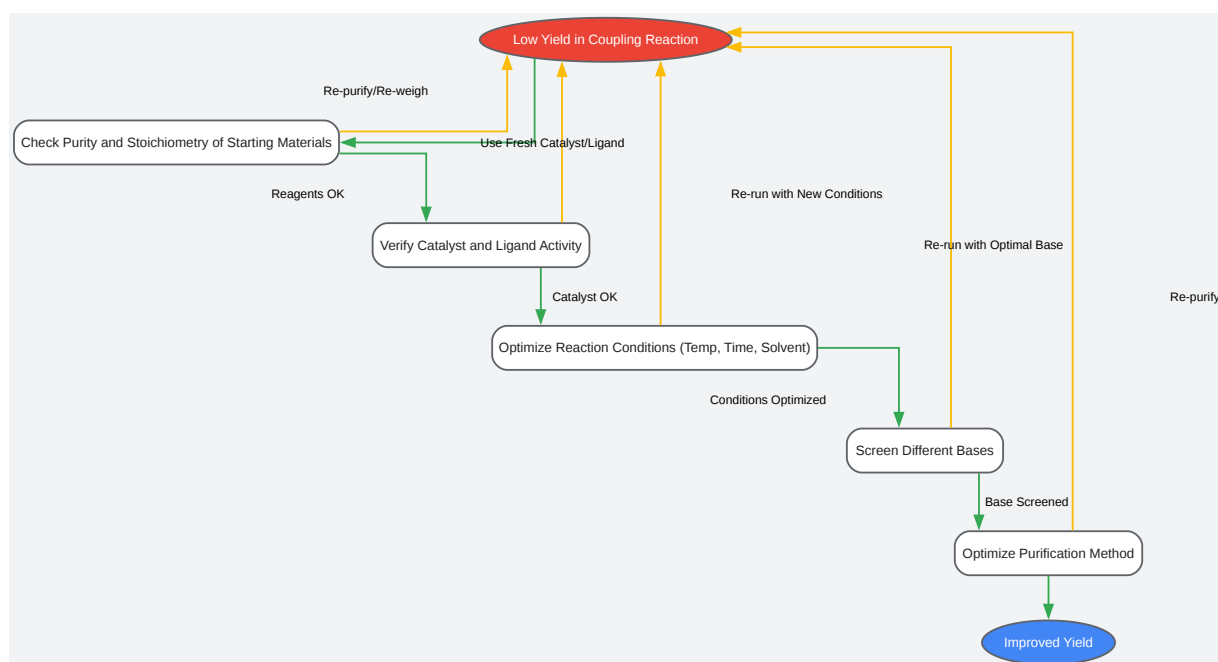 Low Yield in Coupling Reaction
Re-purify/Re-weigh
Check Purity and Stoichiometry of Starting Materials
Use Fresh Catalyst/Ligand
Reagents OK
Re-run with New Conditions
Verify Catalyst and Ligand Activity
Re-run with Optimal Base
Catalyst OK
Re-purify
Optimize Reaction Conditions (Temp, Time, Solvent)
Conditions Optimized
Screen Different Bases
Base Screened
Optimize Purification Method
Improved Yield